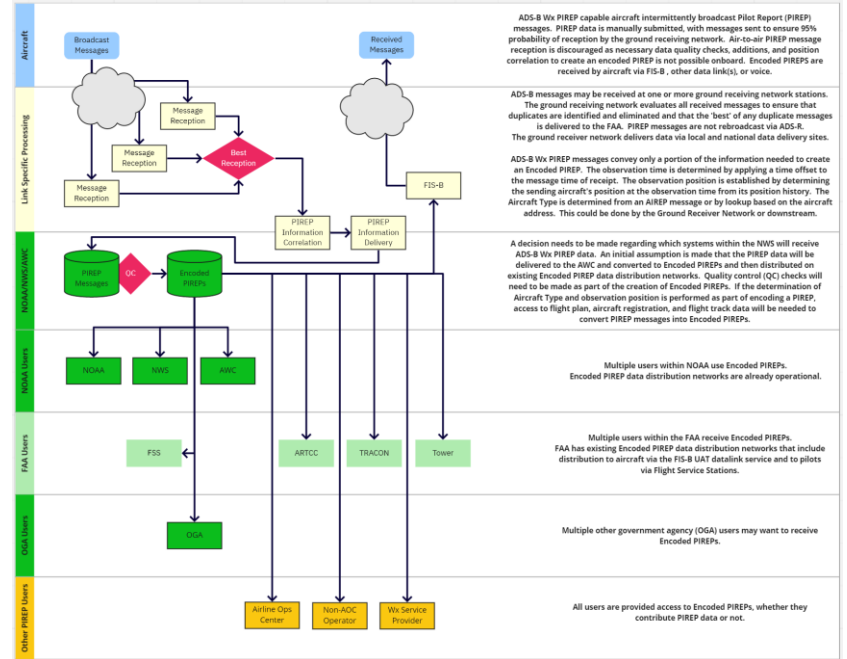 Aircraft
Broadcast
Messages
Received
Messages
ADS-B Wx PIREP capable aircraft intermittently broadcast Pilot Report (PIREP)
messages. PIREP data is manually submitted, with messages sent to ensure 95%
probability of reception by the ground receiving network. Air-to-air PIREP message
reception is discouraged as necessary data quality checks, additions, and position
correlation to create an encoded PIREP is not possible onboard. Encoded PIREPS are
received by aircraft via FIS-B , other data link(s), or voice.
Link Specific Processing
Message
Reception
Message
Reception
Message
Reception
Best
Reception
FIS-B
PIREP
Information
Correlation
PIREP
Information
Delivery
ADS-B messages may be received at one or more ground receiving network stations.
The ground receiving network evaluates all received messages to ensure that
duplicates are identified and eliminated and that the 'best' of any duplicate messages
is delivered to the FAA. PIREP messages are not rebroadcast via ADS-R.
The ground receiver network delivers data via local and national data delivery sites.
ADS-B Wx PIREP messages convey only a portion of the information needed to create
an Encoded PIREP. The observation time is determined by applying a time offset to
the message time of receipt. The observation position is established by determining
the sending aircraft's position at the observation time from its position history. The
Aircraft Type is determined from an AIREP message or by lookup based on the aircraft
address. This could be done by the Ground Receiver Network or downstream.
NOAA/NWS/AWC
PIREP
Messages
QC
Encoded
PIREPs
A decision needs to be made regarding which systems within the NWS will receive
ADS-B Wx PIREP data. An initial assumption is made that the PIREP data will be
delivered to the AWC and converted to Encoded PIREPs and then distributed on
existing Encoded PIREP data distribution networks. Quality control (QC) checks will
need to be made as part of the creation of Encoded PIREPs. If the determination of
Aircraft Type and observation position is performed as part of encoding a PIREP,
access to flight plan, aircraft registration, and flight track data will be needed to
convert PIREP messages into Encoded PIREPs.
NOAA Users
NOAA
NWS
AWC
Multiple users within NOAA use Encoded PIREPs.
Encoded PIREP data distribution networks are already operational.
FAA Users
FSS
ARTCC
TRACON
Tower
Multiple users within the FAA receive Encoded PIREPs.
FAA has existing Encoded PIREP data distribution networks that include
distribution to aircraft via the FIS-B UAT datalink service and to pilots
via Flight Service Stations.
OGA Users
OGA
Multiple other government agency (OGA) users may want to receive
Encoded PIREPs.
Other PIREP Users
Airline Ops
Center
Non-AOC
Operator
Wx Service
Provider
All users are provided access to Encoded PIREPs, whether they
contribute PIREP data or not.